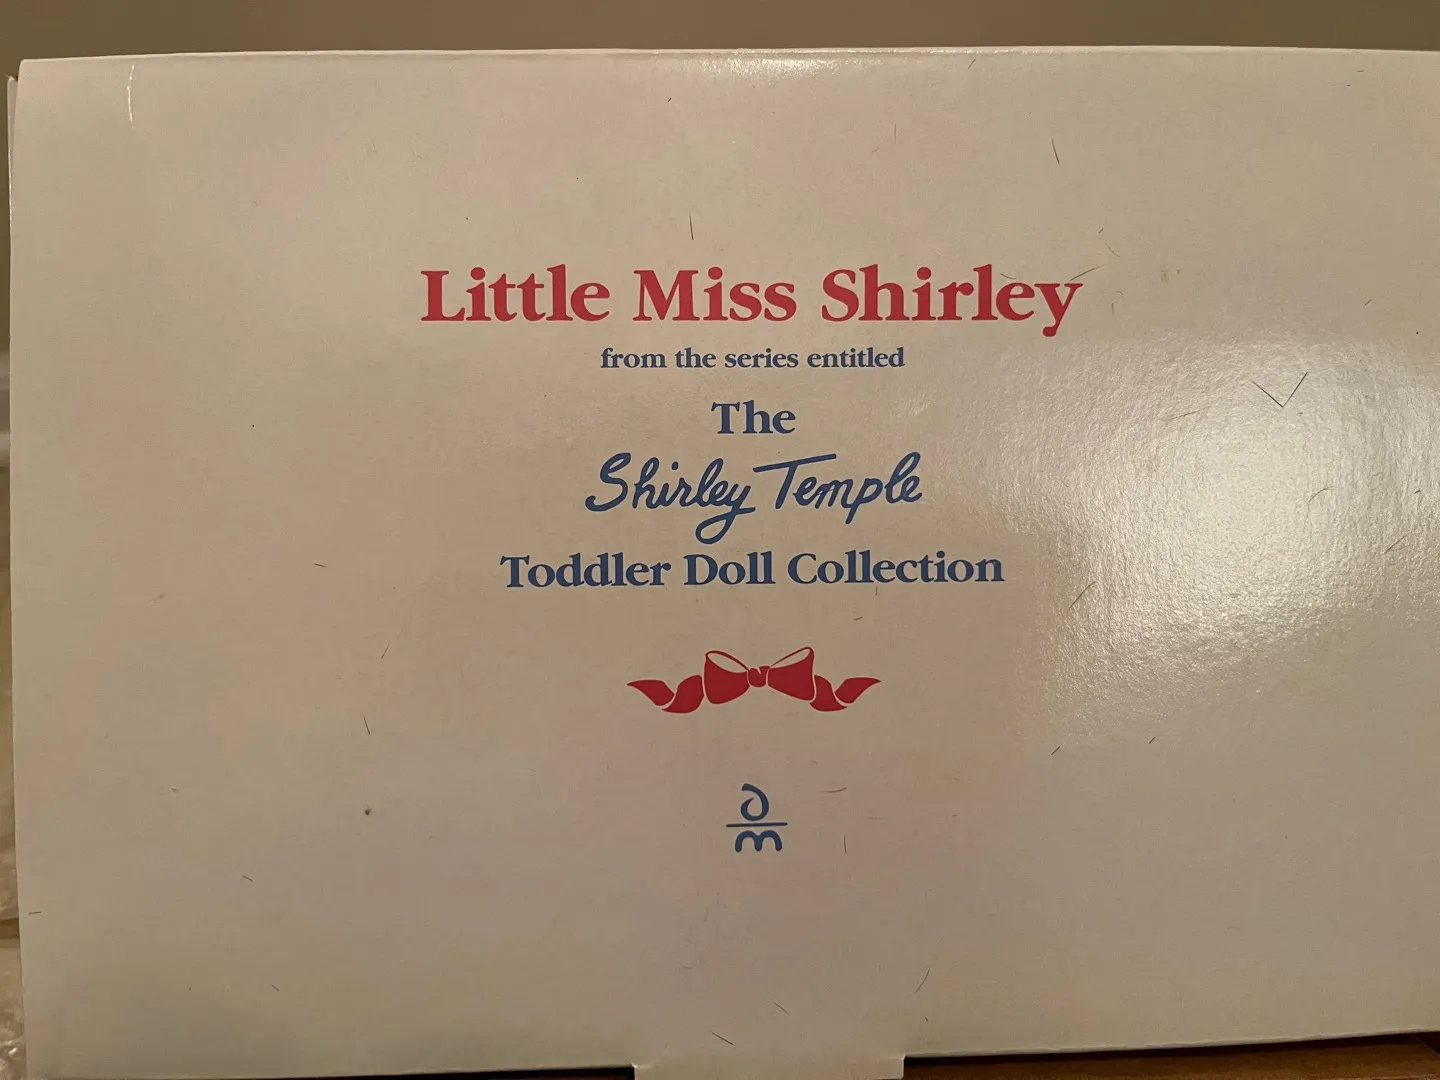 Little Miss Shirley
from the series entitled
The
Shirley Temple
Toddler Doll Collection